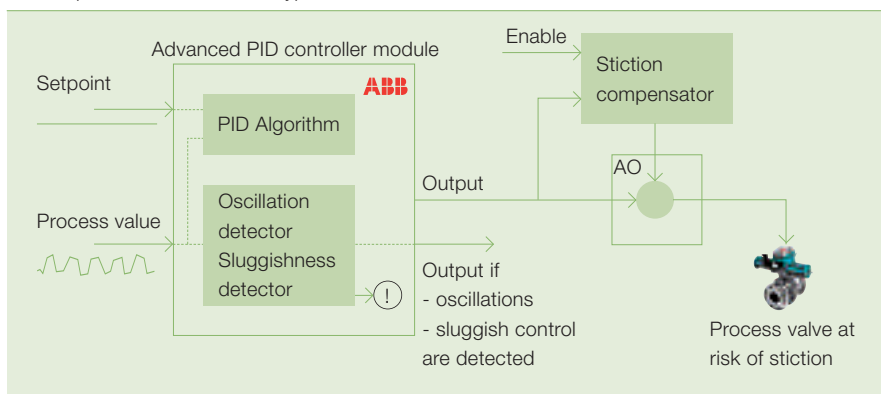 Advanced PID controller module
ABB
Setpoint
PID Algorithm
Process value
Oscillation
detector
Sluggishness
detector
!
Output
Output if
- oscillations
- sluggish control
are detected
Enable
Stiction
compensator
AO
Process valve at
risk of stiction